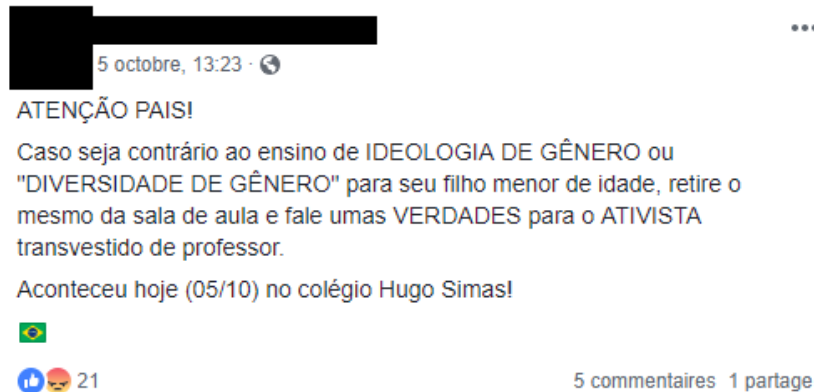 5 octobre, 13:23 ·
ATENÇÃO PAIS!
Caso seja contrário ao ensino de IDEOLOGIA DE GÊNERO ou
"DIVERSIDADE DE GÊNERO" para seu filho menor de idade, retire o
mesmo da sala de aula e fale umas VERDADES para o ATIVISTA
transvestido de professor.
Aconteceu hoje (05/10) no colégio Hugo Simas!
21 5 commentaires 1 partage